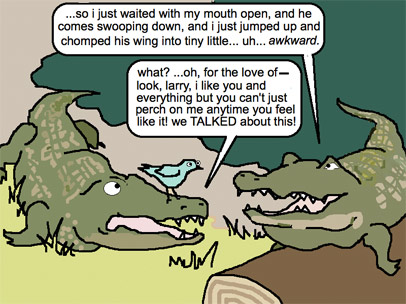 ...so i just waited with my mouth open, and he
comes swooping down, and i just jumped up and
chomped his wing into tiny little... uh... awkward.
what? ...oh, for the love of—
look, larry, i like you and
everything but you can't just
perch on me anytime you feel
like it! we TALKED about this!